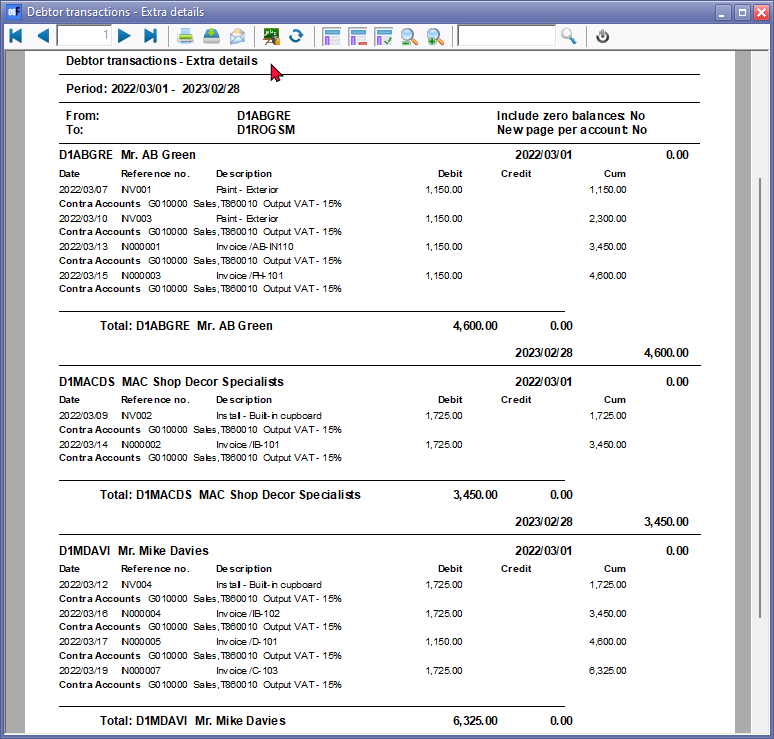 Debtor transactions - Extra details
1
Debtor transactions - Extra details
Period: 2022/03/01 - 2023/02/28
From: D1ABGRE Include zero balances: No
To: D1ROGSM New page per account: No
D1ABGRE Mr. AB Green 2022/03/01 0.00
Date Reference no. Description Debit Credit Cum
2022/03/07 INV001 Paint - Exterior 1,150.00 1,150.00
Contra Accounts G010000 Sales,T860010 Output VAT - 15%
2022/03/10 INV003 Paint - Exterior 1,150.00 2,300.00
Contra Accounts G010000 Sales,T860010 Output VAT - 15%
2022/03/13 IN000001 Invoice /AB-IN110 1,150.00 3,450.00
Contra Accounts G010000 Sales,T860010 Output VAT - 15%
2022/03/15 IN000003 Invoice /PH-101 1,150.00 4,600.00
Contra Accounts G010000 Sales,T860010 Output VAT - 15%
Total: D1ABGRE Mr. AB Green 4,600.00 0.00
2023/02/28 4,600.00
D1MACDS MAC Shop Decor Specialists 2022/03/01 0.00
Date Reference no. Description Debit Credit Cum
2022/03/09 INV002 Install - Built-in cupboard 1,725.00 1,725.00
Contra Accounts G010000 Sales,T860010 Output VAT - 15%
2022/03/14 IN000002 Invoice /IB-101 1,725.00 3,450.00
Contra Accounts G010000 Sales,T860010 Output VAT - 15%
Total: D1MACDS MAC Shop Decor Specialists 3,450.00 0.00
2023/02/28 3,450.00
D1MDAVI Mr. Mike Davies 2022/03/01 0.00
Date Reference no. Description Debit Credit Cum
2022/03/12 INV004 Install - Built-in cupboard 1,725.00 1,725.00
Contra Accounts G010000 Sales,T860010 Output VAT - 15%
2022/03/16 IN000004 Invoice /IB-102 1,725.00 3,450.00
Contra Accounts G010000 Sales,T860010 Output VAT - 15%
2022/03/17 IN000005 Invoice /D-101 1,150.00 4,600.00
Contra Accounts G010000 Sales,T860010 Output VAT - 15%
2022/03/19 IN000007 Invoice /C-103 1,725.00 6,325.00
Contra Accounts G010000 Sales,T860010 Output VAT - 15%
Total: D1MDAVI Mr. Mike Davies 6,325.00 0.00